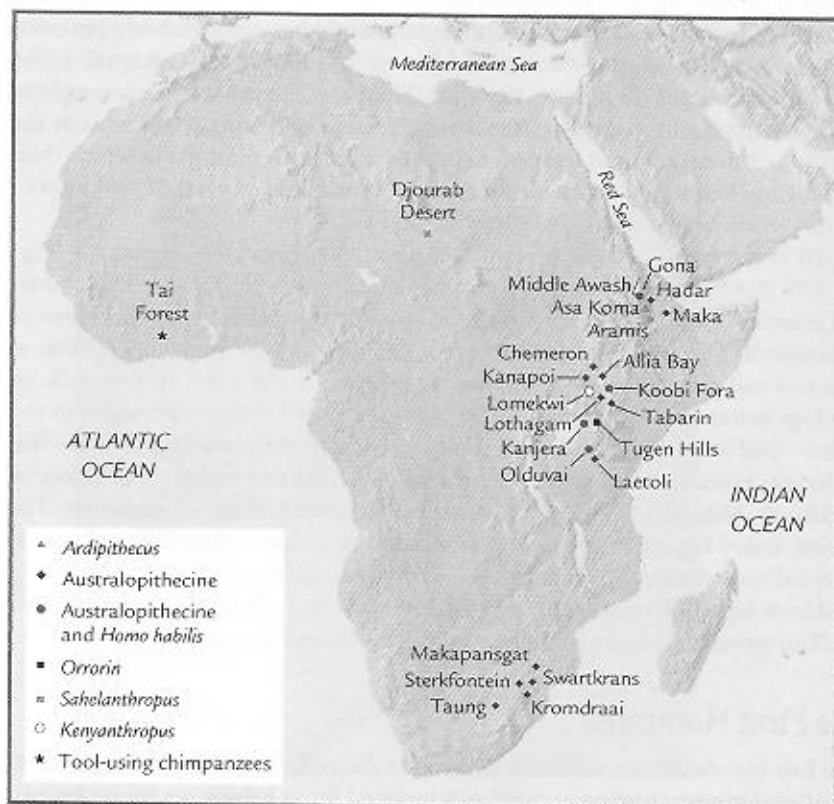 Mediterranean Sea
Djourab
Desert
Red Sea
Tai
Forest
Gona
Middle Awash
Hadar
Asa Koma
Maka
Aramis
Chemeron
Allia Bay
Kanapoi
Koobi Fora
Lomekwi
Tabarin
Lothagam
Kanjera
Tugen Hills
Olduvai
Laetoli
ATLANTIC
OCEAN
INDIAN
OCEAN
Ardipithecus
Australopithecine
Australopithecine
and Homo habilis
Orrorin
Sahelanthropus
Kenyanthropus
Tool-using chimpanzees
Makapansgat
Sterkfontein
Swartkrans
Taung
Kromdraai